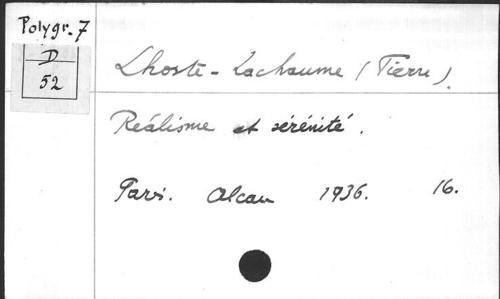 Polygr. 7
D
52
Lhoste-Lachaume (Pierre).
Réalisme et sérénité.
Paris. Alcan 1936. 16.